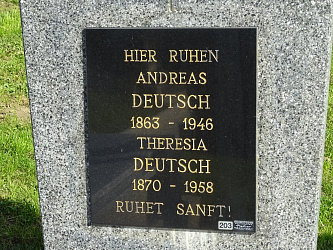 HIER RUHEN
ANDREAS
DEUTSCH
1863 - 1946
THERESIA
DEUTSCH
1870 - 1958
RUHET SANFT!
203